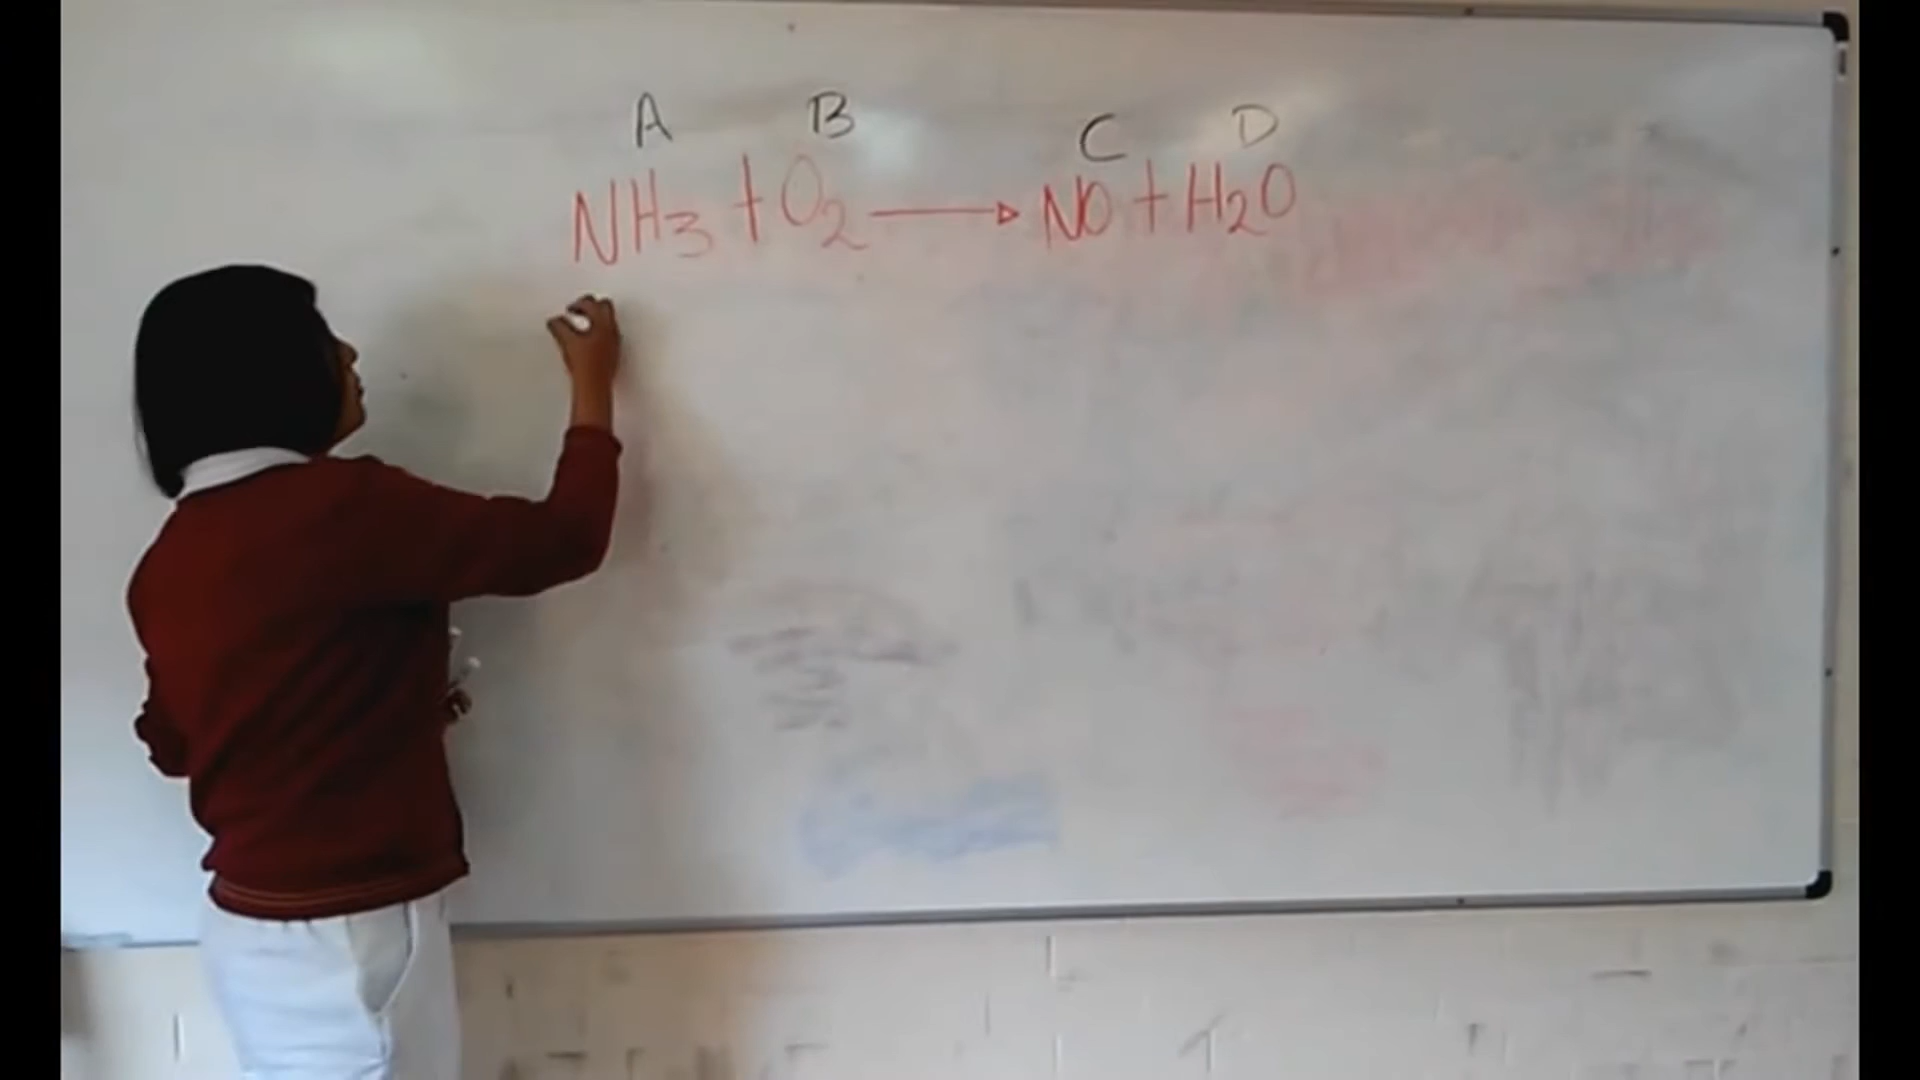 A B C D
NH3 + O2 → NO + H2O